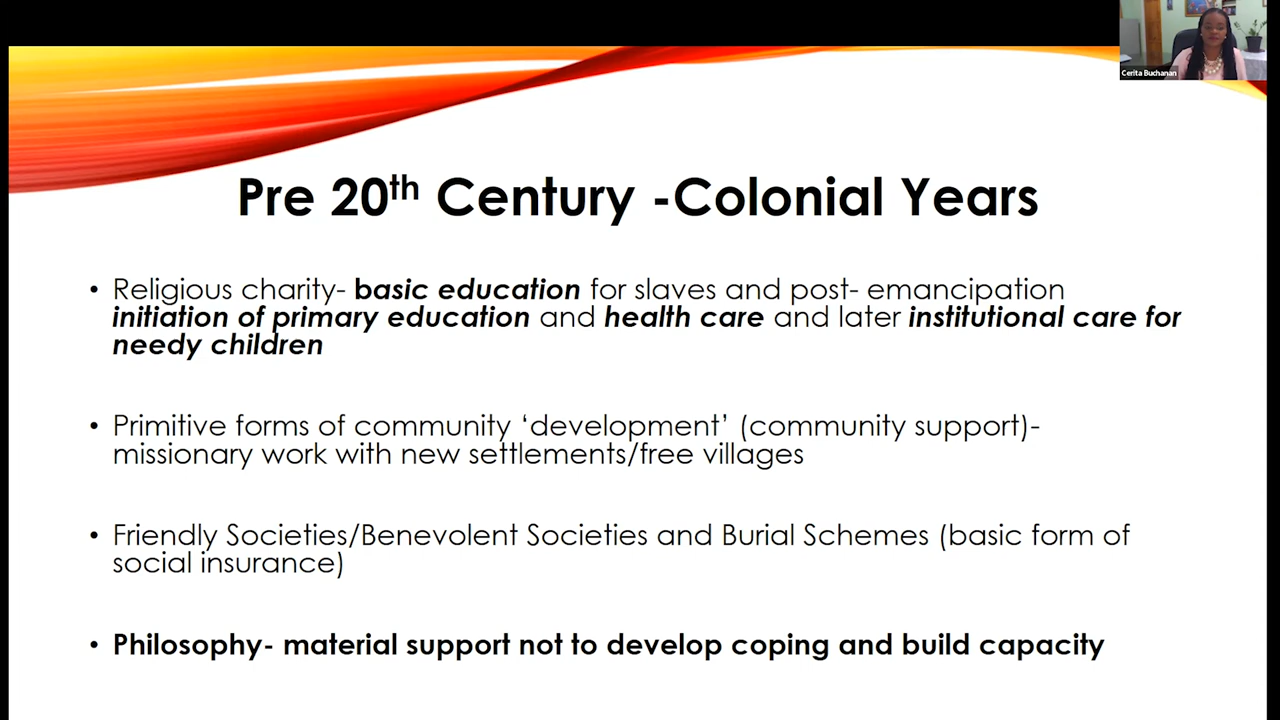 Cerita Buchanan
Pre 20th Century -Colonial Years
• Religious charity- basic education for slaves and post- emancipation
initiation of primary education and health care and later institutional care for
needy children
• Primitive forms of community ‘development’ (community support)-
missionary work with new settlements/free villages
• Friendly Societies/Benevolent Societies and Burial Schemes (basic form of
social insurance)
• Philosophy- material support not to develop coping and build capacity